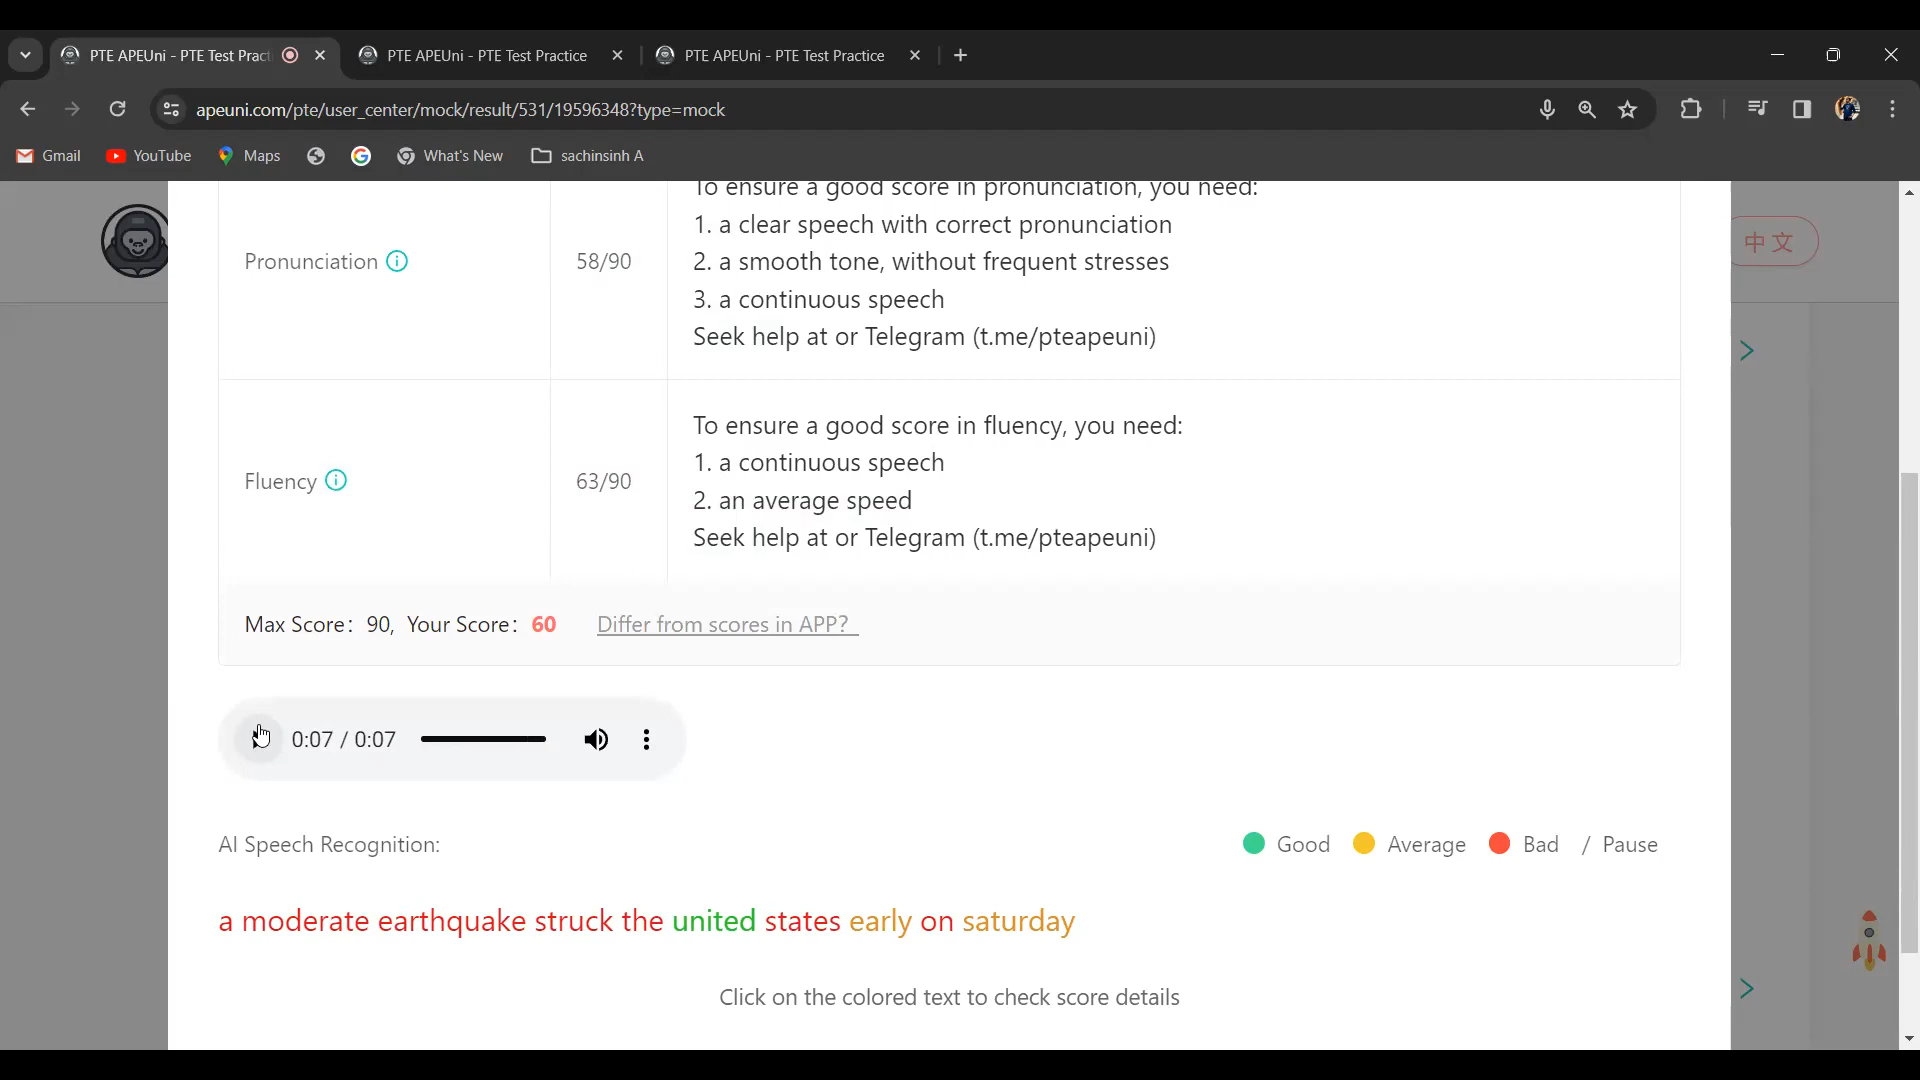 PTE APEUni - PTE Test Pract
PTE APEUni - PTE Test Practice
PTE APEUni - PTE Test Practice
apeuni.com/pte/user_center/mock/result/531/19596348?type=mock
Gmail
YouTube
Maps
What's New
sachinsinh A
To ensure a good score in pronunciation, you need:
1. a clear speech with correct pronunciation
中文
Pronunciation
58/90
2. a smooth tone, without frequent stresses
3. a continuous speech
Seek help at or Telegram (t.me/pteapeuni)
To ensure a good score in fluency, you need:
1. a continuous speech
Fluency
63/90
2. an average speed
Seek help at or Telegram (t.me/pteapeuni)
Max Score: 90, Your Score: 60
Differ from scores in APP?
0:07 / 0:07
AI Speech Recognition:
Good
Average
Bad
/ Pause
a moderate earthquake struck the united states early on saturday
Click on the colored text to check score details